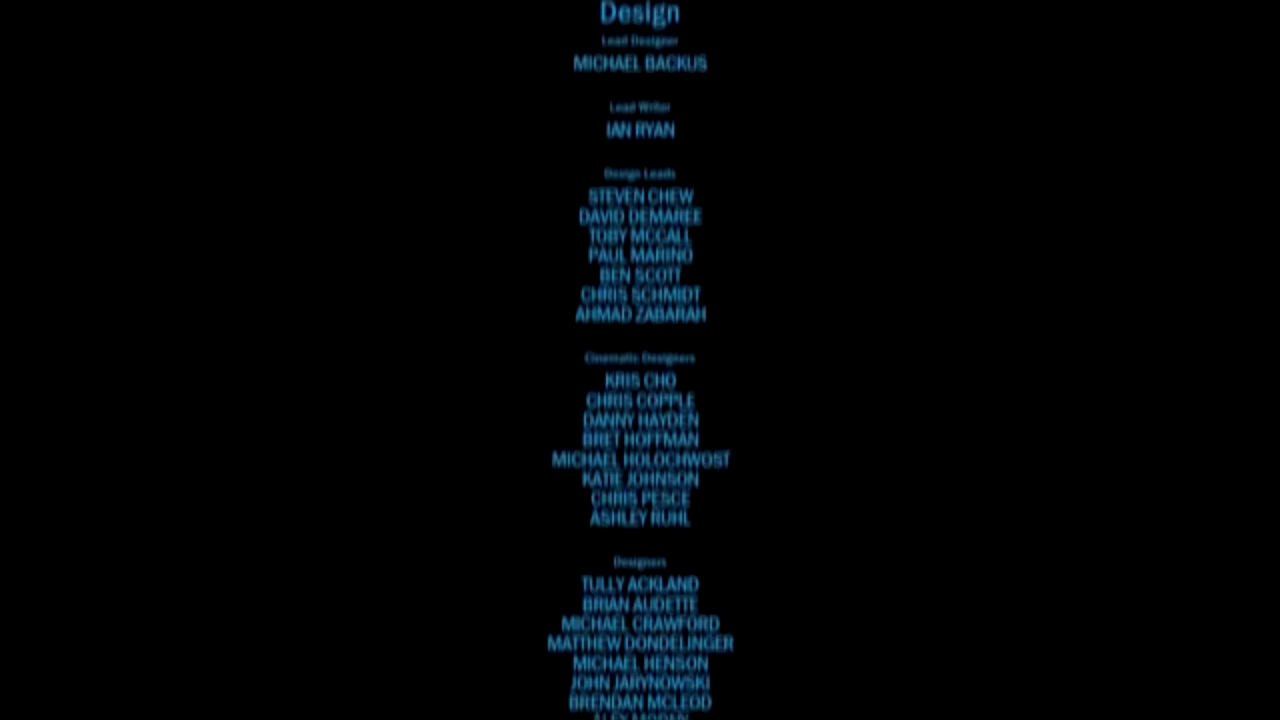 Design
Lead Designer
MICHAEL BACKUS
Lead Writer
IAN RYAN
Design Leads
STEVEN CHEW
DAVID DEMAREE
TOBY MCCALL
PAUL MARINO
BEN SCOTT
CHRIS SCHMIDT
AHMAD ZABARAH
Cinematic Designers
KRIS CHO
CHRIS COPPLE
DANNY HAYDEN
BRET HOFFMAN
MICHAEL HOLOCHWOST
KATIE JOHNSON
CHRIS PESCE
ASHLEY RUHL
Designers
TULLY ACKLAND
BRIAN AUDETTE
MICHAEL CRAWFORD
MATTHEW DONDELINGER
MICHAEL HENSON
JOHN JARYNOWSKI
BRENDAN MCLEOD